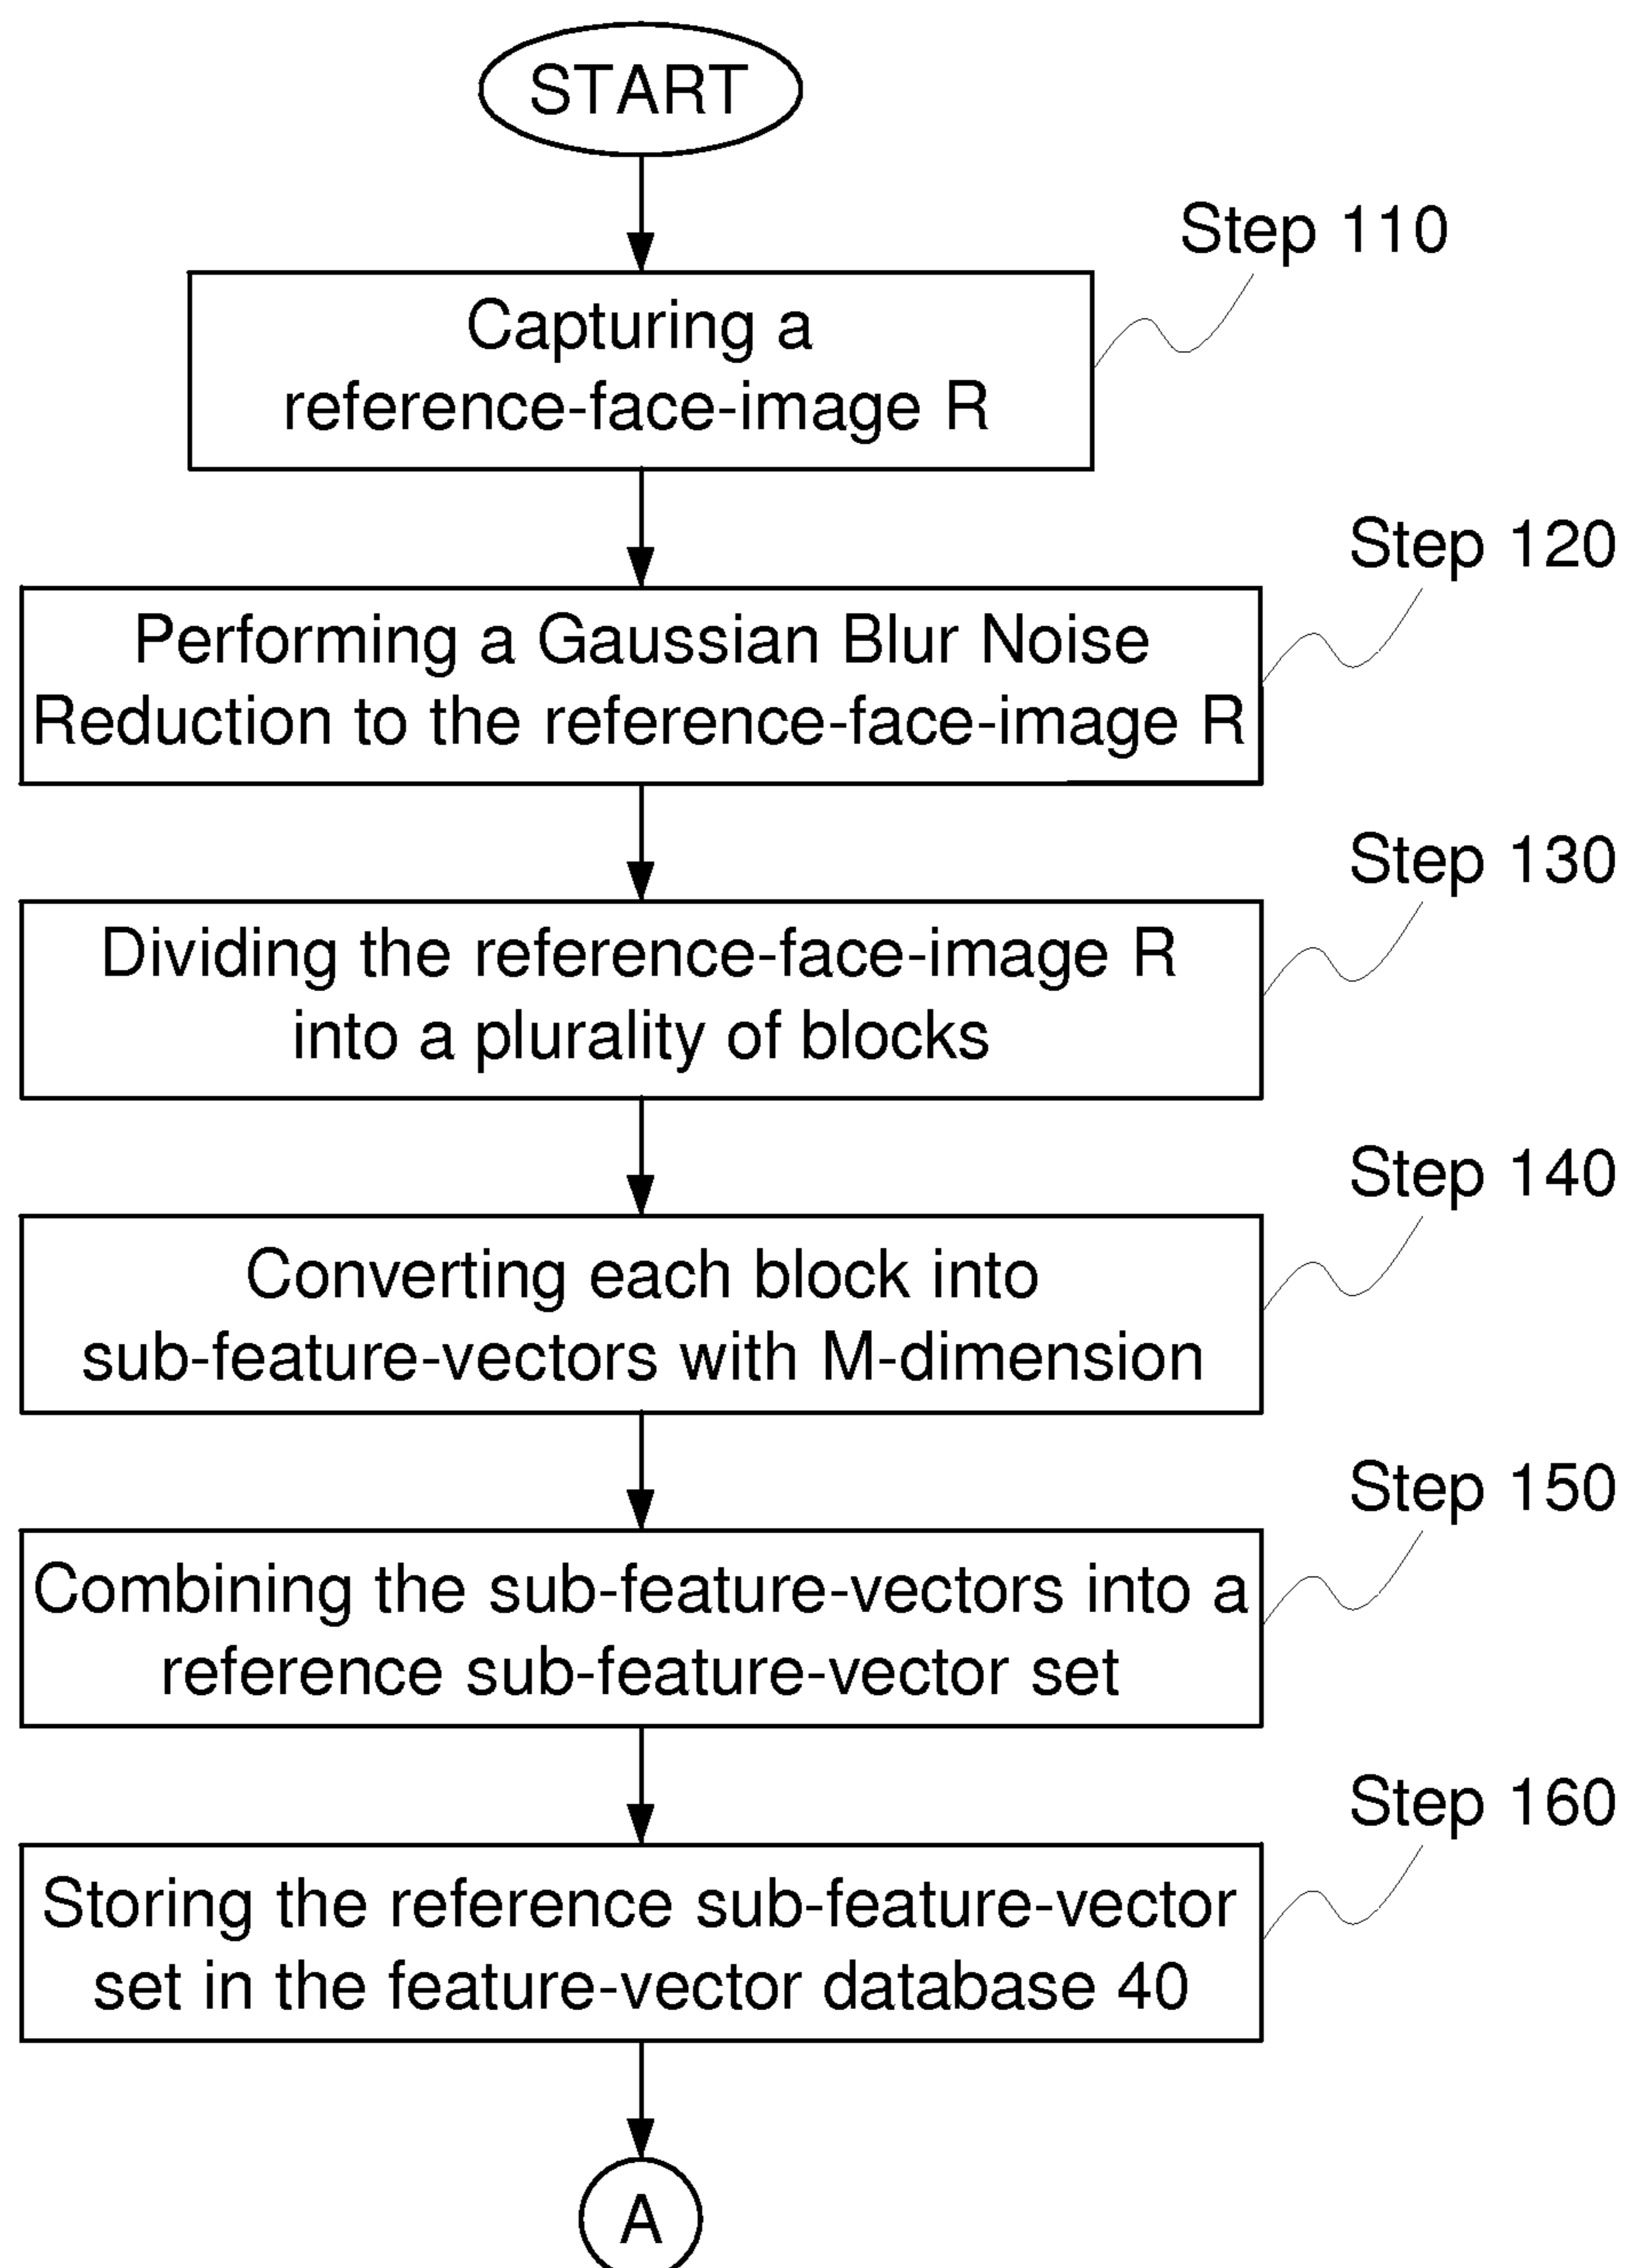 START
Step 110
Capturing a
reference-face-image R
Step 120
Performing a Gaussian Blur Noise
Reduction to the reference-face-image R
Step 130
Dividing the reference-face-image R
into a plurality of blocks
Step 140
Converting each block into
sub-feature-vectors with M-dimension
Step 150
Combining the sub-feature-vectors into a
reference sub-feature-vector set
Step 160
Storing the reference sub-feature-vector
set in the feature-vector database 40
A